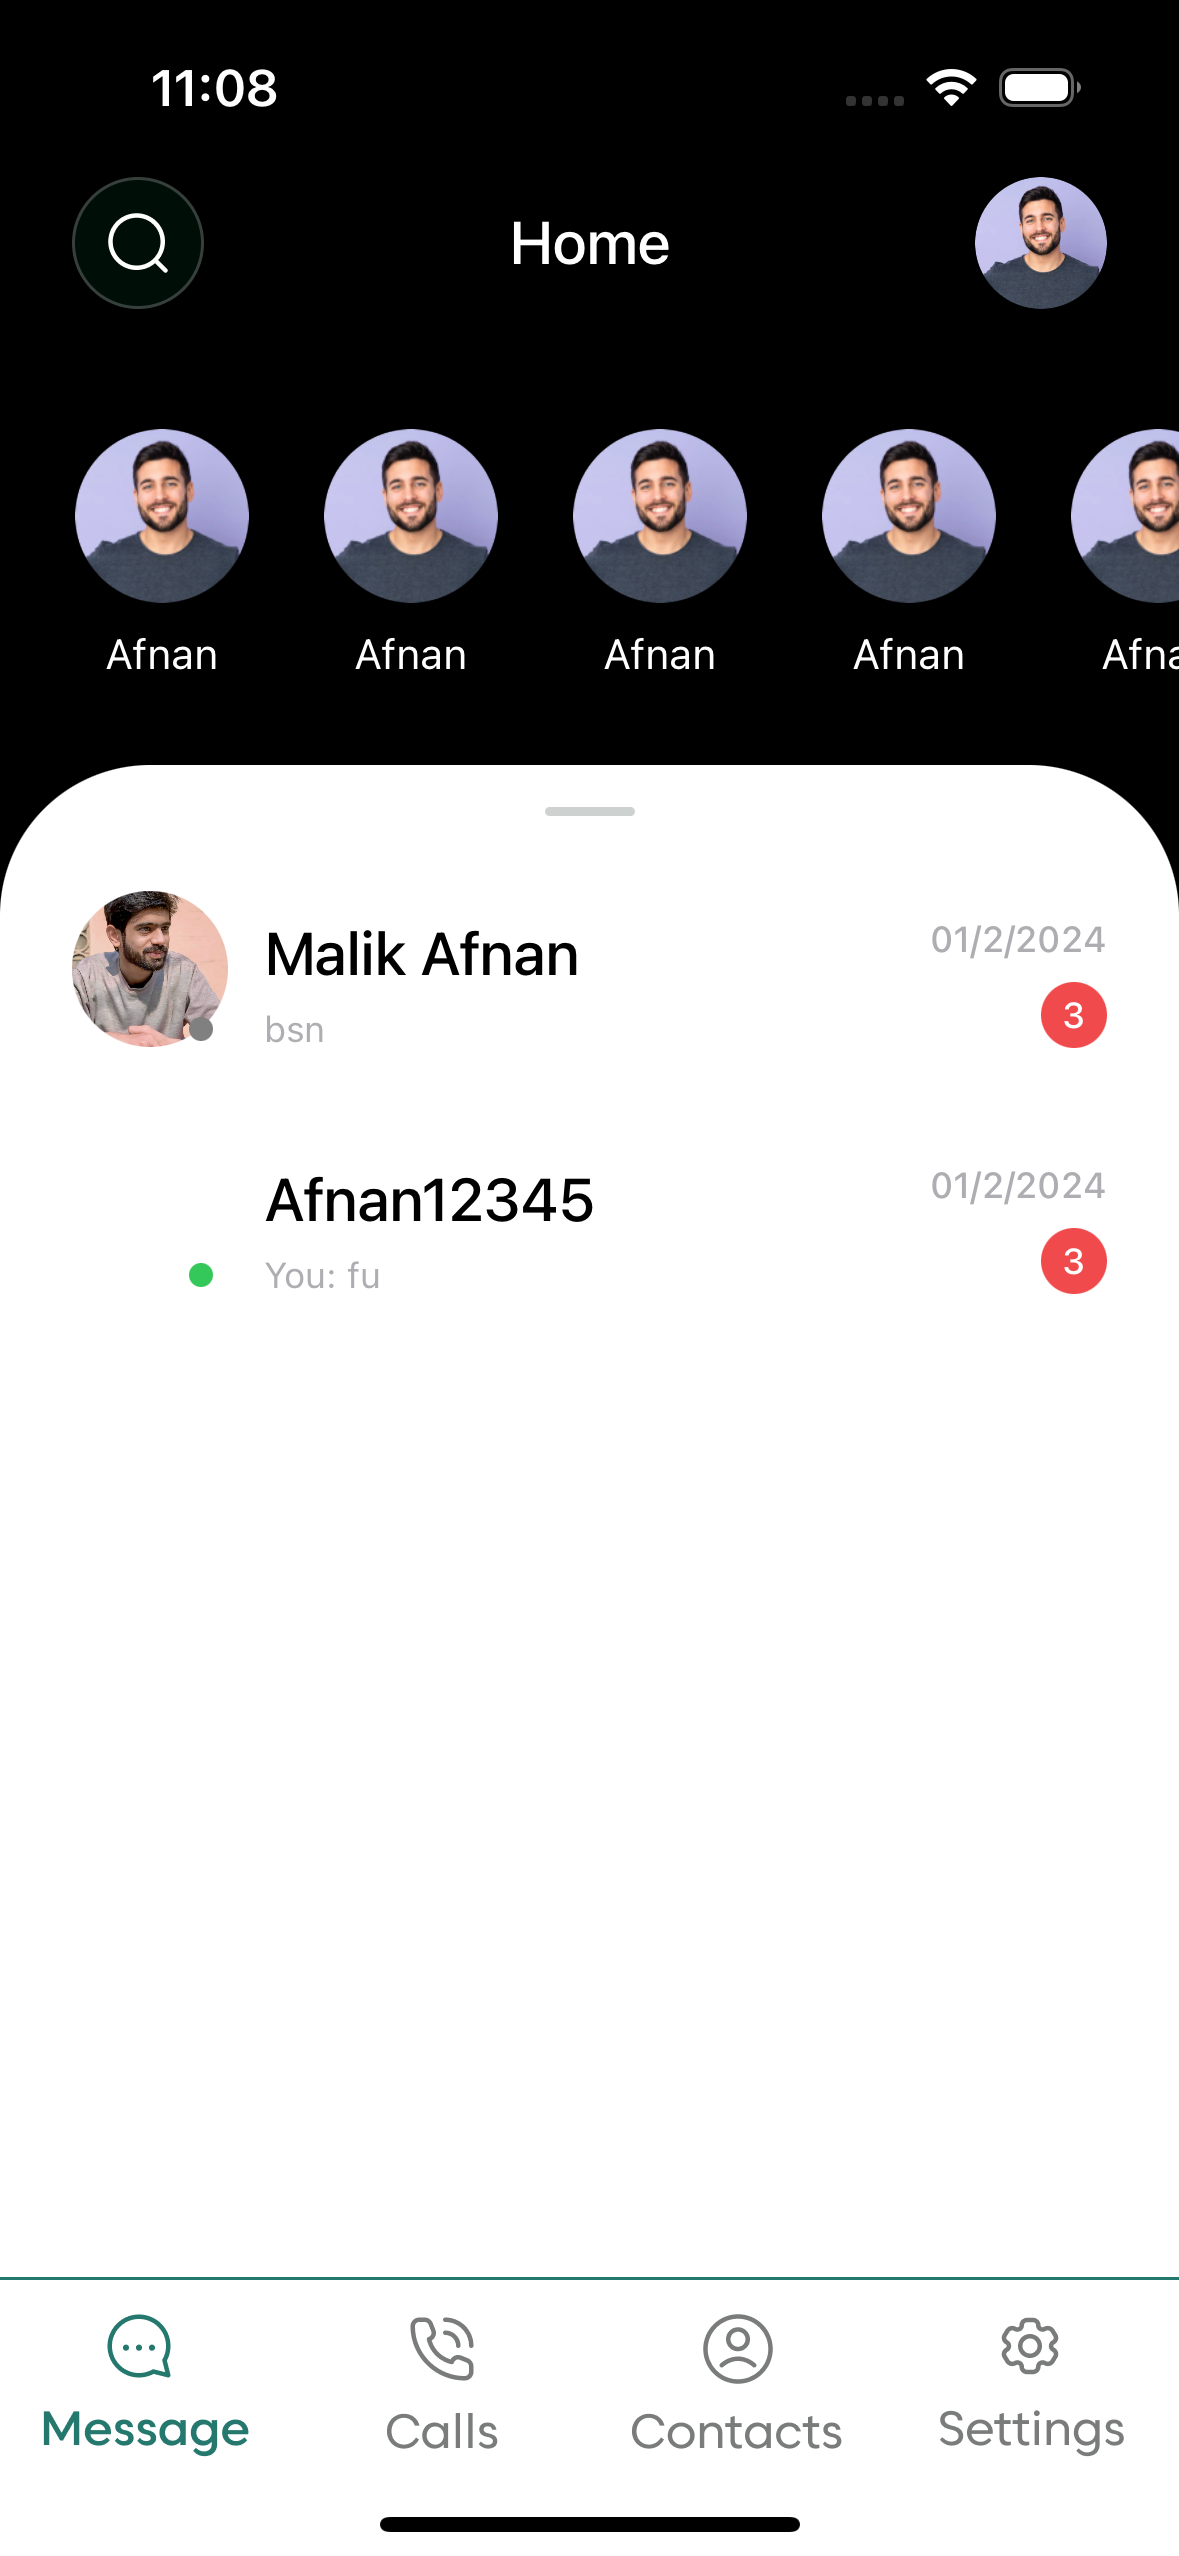 11:08
Home
Afnan Afnan Afnan Afnan Afna
Malik Afnan 01/2/2024
bsn 3
Afnan12345 01/2/2024
You: fu 3
Message Calls Contacts Settings